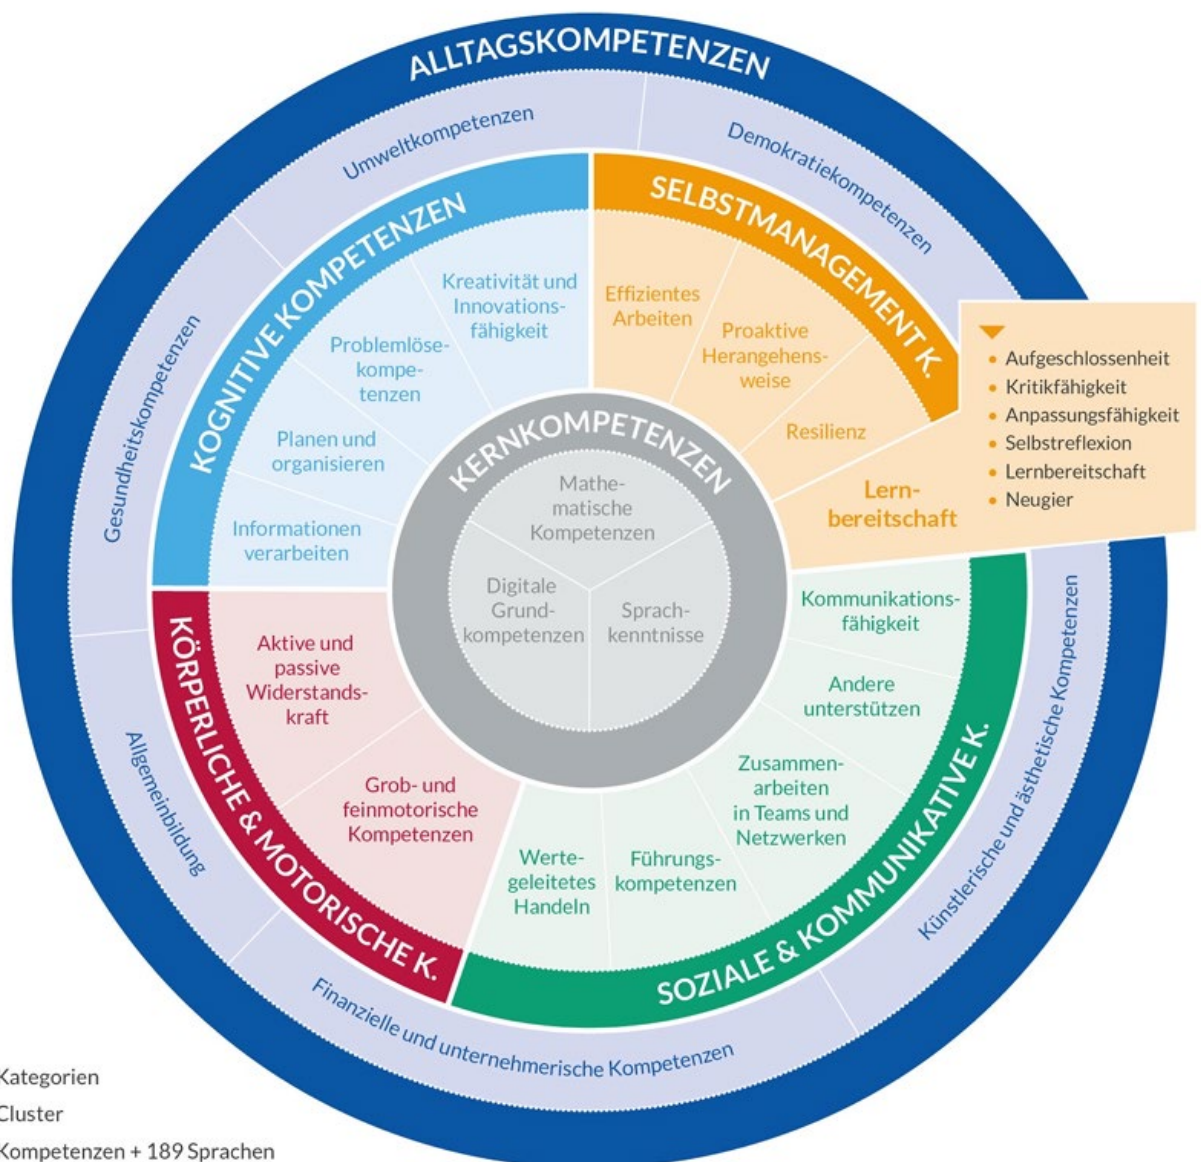 ALLTAGSKOMPETENZEN
Umweltkompetenzen
Demokratiekompetenzen
Gesundheitskompetenzen
Allgemeinbildung
Finanzielle und unternehmerische Kompetenzen
Künstlerische und ästhetische Kompetenzen
KOGNITIVE KOMPETENZEN
Kreativität und
Innovations-
fähigkeit
Problemlöse-
kompe-
tenzen
Planen und
organisieren
Informationen
verarbeiten
SELBSTMANAGEMENT K.
Effizientes
Arbeiten
Proaktive
Herangehens-
weise
Resilienz
Lern-
bereitschaft
• Aufgeschlossenheit
• Kritikfähigkeit
• Anpassungsfähigkeit
• Selbstreflexion
• Lernbereitschaft
• Neugier
KERNKOMPETENZEN
Mathe-
matische
Kompetenzen
Digitale
Grund-
kompetenzen
Sprach-
kenntnisse
KÖRPERLICHE & MOTORISCHE K.
Aktive und
passive
Widerstands-
kraft
Grob- und
feinmotorische
Kompetenzen
SOZIALE & KOMMUNIKATIVE K.
Kommunikations-
fähigkeit
Andere
unterstützen
Zusammen-
arbeiten
in Teams und
Netzwerken
Führungs-
kompetenzen
Werte-
geleitetes
Handeln
Kategorien
Cluster
Kompetenzen + 189 Sprachen